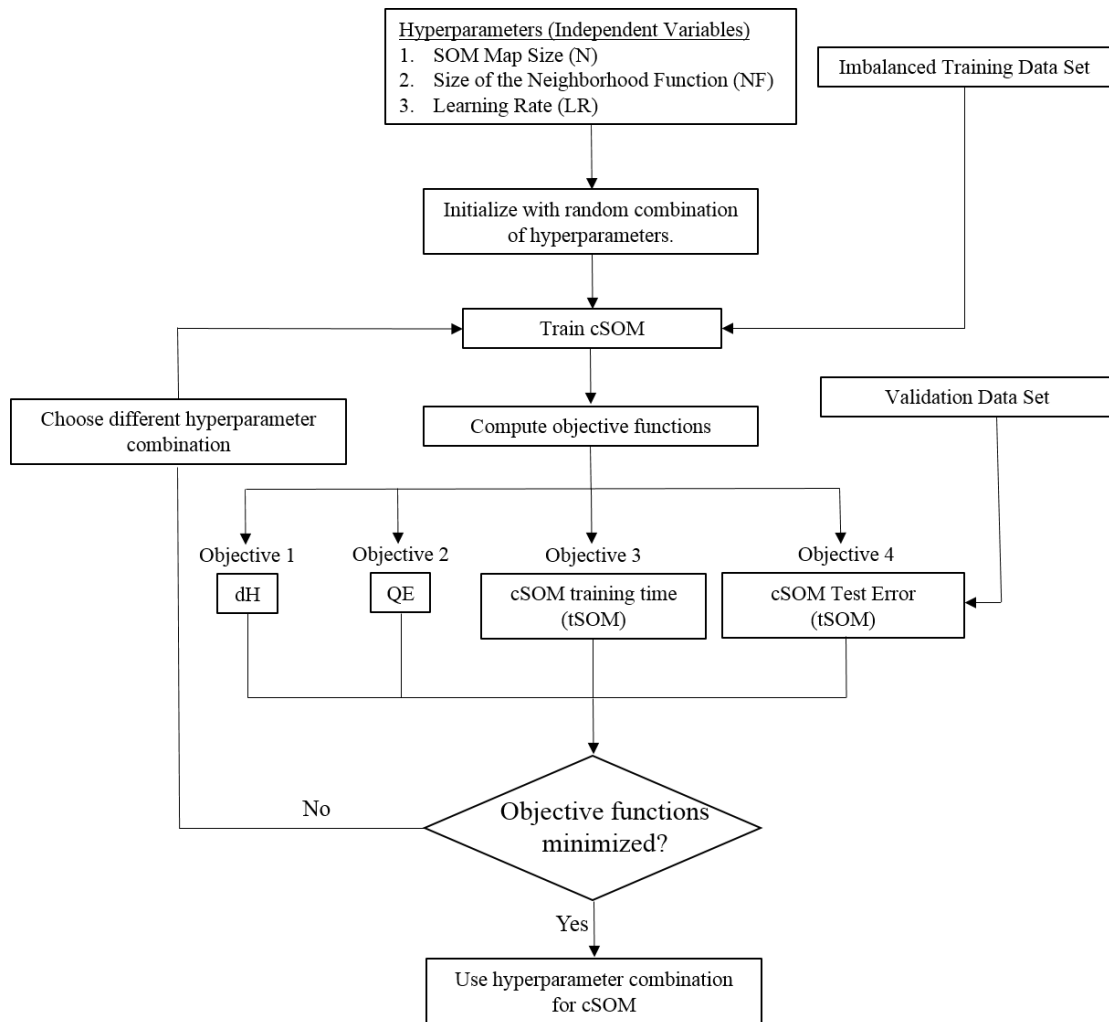 Hyperparameters (Independent Variables)
1. SOM Map Size (N)
2. Size of the Neighborhood Function (NF)
3. Learning Rate (LR)
Imbalanced Training Data Set
Initialize with random combination
of hyperparameters.
Train cSOM
Choose different hyperparameter
combination
Compute objective functions
Validation Data Set
Objective 1
dH
Objective 2
QE
Objective 3
cSOM training time
(tSOM)
Objective 4
cSOM Test Error
(tSOM)
Objective functions
minimized?
No
Yes
Use hyperparameter combination
for cSOM